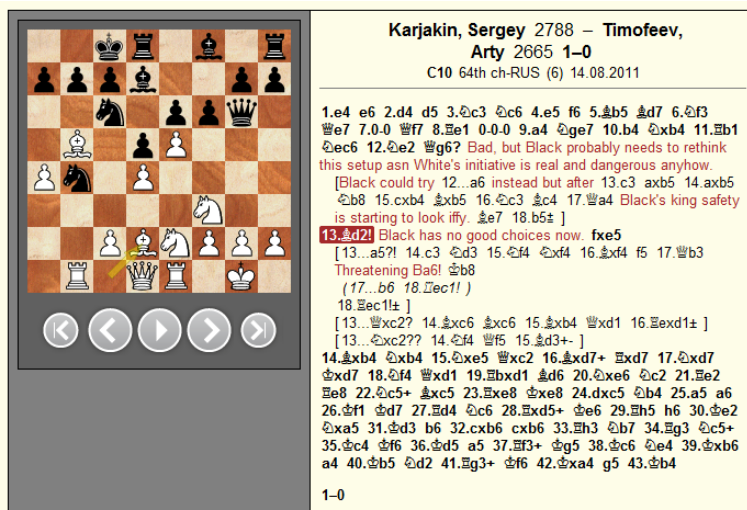 Karjakin, Sergey 2788 – Timofeev,
Arty 2665 1–0
C10 64th ch-RUS (6) 14.08.2011
1.e4 e6 2.d4 d5 3.♘c3 ♘c6 4.e5 f6 5.♗b5 ♗d7 6.♘f3
♕e7 7.0-0 ♕f7 8.♖e1 0-0-0 9.a4 ♘ge7 10.b4 ♘xb4 11.♖b1
♘ec6 12.♘e2 ♕g6? Bad, but Black probably needs to rethink
this setup asn White's initiative is real and dangerous anyhow.
[Black could try 12...a6 instead but after 13.c3 axb5 14.axb5
♘b8 15.cxb4 ♗xb5 16.♘c3 ♗c4 17.♕a4 Black's king safety
is starting to look iffy. ♗e7 18.b5± ]
13.♗d2! Black has no good choices now. fxe5
[ 13...a5?! 14.c3 ♘d3 15.♘f4 ♘xf4 16.♗xf4 f5 17.♕b3
Threatening Ba6! ♔b8
( 17...b6 18.♖ec1! )
18.♖ec1!± ]
[ 13...♕xc2? 14.♗xc6 ♗xc6 15.♗xb4 ♕xd1 16.♖exd1± ]
[ 13...♘xc2?? 14.♘f4 ♕f5 15.♗d3+- ]
14.♗xb4 ♘xb4 15.♘xe5 ♕xc2 16.♗xd7+ ♖xd7 17.♘xd7
♔xd7 18.♘f4 ♕xd1 19.♖bxd1 ♗d6 20.♘xe6 ♘c2 21.♖e2
♖e8 22.♘c5+ ♗xc5 23.♖xe8 ♔xe8 24.dxc5 ♘b4 25.a5 a6
26.♔f1 ♔d7 27.♖d4 ♘c6 28.♖xd5+ ♔e6 29.♖h5 h6 30.♔e2
♘xa5 31.♔d3 b6 32.cxb6 cxb6 33.♖h3 ♘b7 34.♖g3 ♘c5+
35.♔c4 ♔f6 36.♔d5 a5 37.♖f3+ ♔g5 38.♔c6 ♘e4 39.♔xb6
a4 40.♔b5 ♘d2 41.♖g3+ ♔f6 42.♔xa4 g5 43.♔b4
1–0